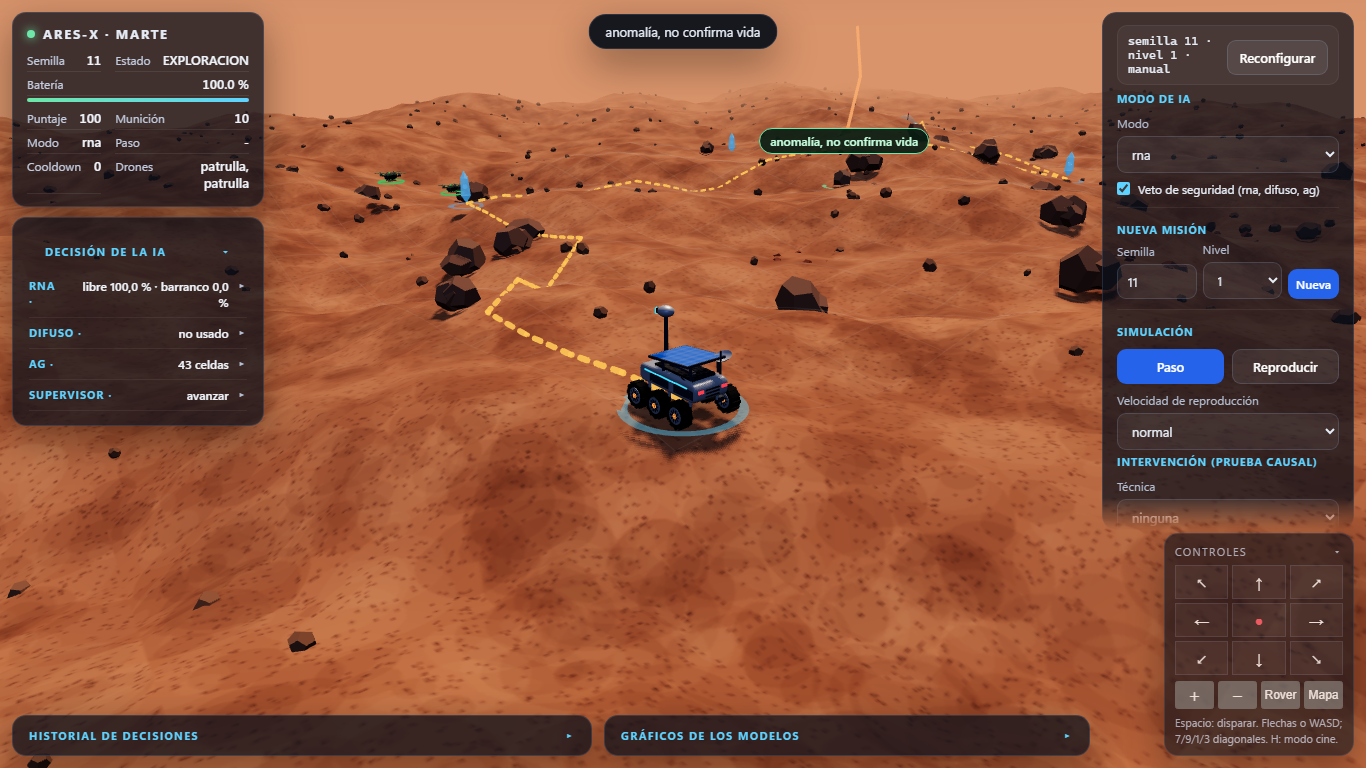 ARES-X · MARTE
Semilla 11 Estado EXPLORACION
Batería 100.0 %
Puntaje 100 Munición 10
Modo rna Paso -
Cooldown 0 Drones patrulla, patrulla
DECISIÓN DE LA IA
RNA · libre 100,0 % · barranco 0,0 %
DIFUSO · no usado
AG · 43 celdas
SUPERVISOR · avanzar
anomalía, no confirma vida
anomalía, no confirma vida
semilla 11 ·
nivel 1 ·
manual
Reconfigurar
MODO DE IA
Modo
rna
Veto de seguridad (rna, difuso, ag)
NUEVA MISIÓN
Semilla Nivel
11 1 Nueva
SIMULACIÓN
Paso Reproducir
Velocidad de reproducción
normal
INTERVENCIÓN (PRUEBA CAUSAL)
Técnica
ninguna
CONTROLES
↖ ↑ ↗
← ● →
↙ ↓ ↘
+ − Rover Mapa
Espacio: disparar. Flechas o WASD;
7/9/1/3 diagonales. H: modo cine.
HISTORIAL DE DECISIONES
GRÁFICOS DE LOS MODELOS